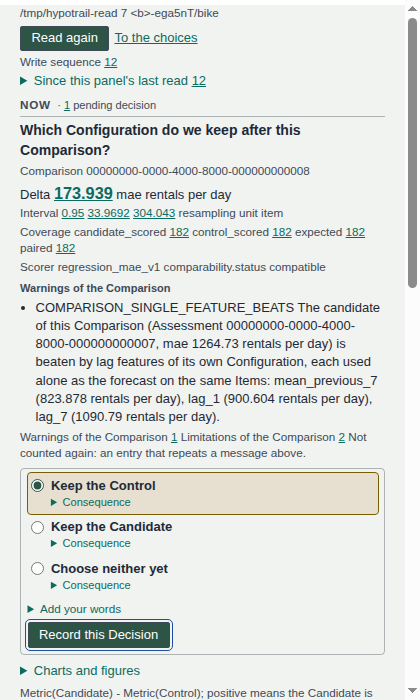 /tmp/hypotrail-read 7 <b>-ega5nT/bike
Read again To the choices
Write sequence 12
Since this panel's last read 12
NOW · 1 pending decision
Which Configuration do we keep after this
Comparison?
Comparison 00000000-0000-4000-8000-000000000008
Delta 173.939 mae rentals per day
Interval 0.95 33.9692 304.043 resampling unit item
Coverage candidate_scored 182 control_scored 182 expected 182
paired 182
Scorer regression_mae_v1 comparability.status compatible
Warnings of the Comparison
• COMPARISON_SINGLE_FEATURE_BEATS The candidate
of this Comparison (Assessment 00000000-0000-4000-
8000-000000000007, mae 1264.73 rentals per day) is
beaten by lag features of its own Configuration, each used
alone as the forecast on the same Items: mean_previous_7
(823.878 rentals per day), lag_1 (900.604 rentals per day),
lag_7 (1090.79 rentals per day).
Warnings of the Comparison 1 Limitations of the Comparison 2 Not
counted again: an entry that repeats a message above.
Keep the Control
Consequence
Keep the Candidate
Consequence
Choose neither yet
Consequence
Add your words
Record this Decision
Charts and figures
Metric(Candidate) - Metric(Control); positive means the Candidate is